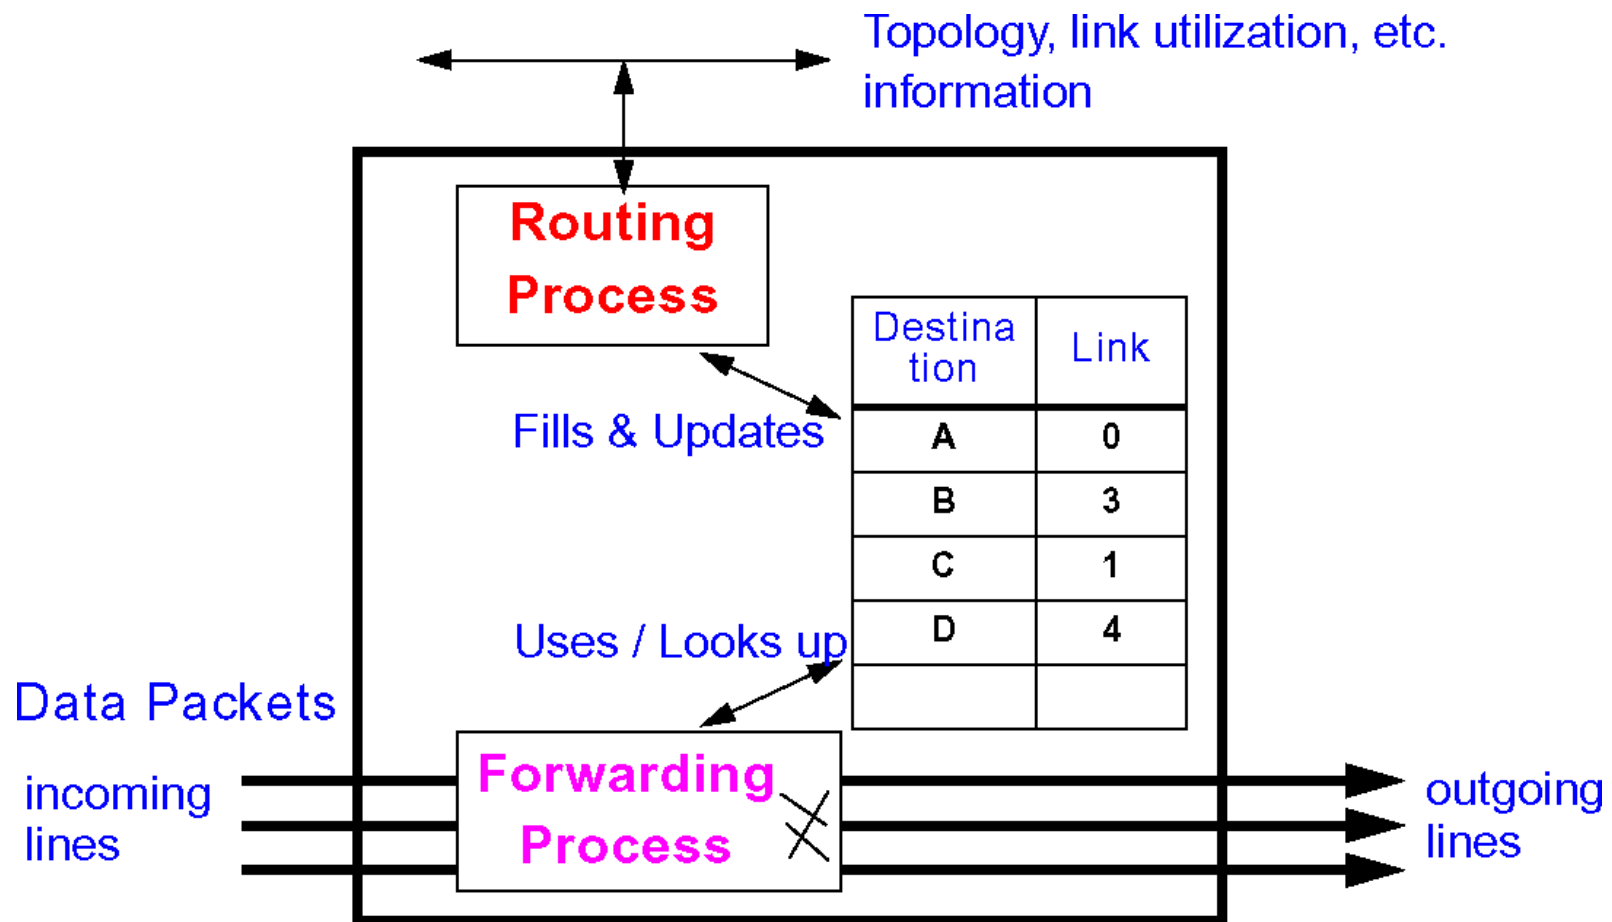 Topology, link utilization, etc.
information
Routing
Process
Destina
tion
Link
Fills & Updates
A 0
B 3
C 1
D 4
Uses / Looks up
Data Packets
incoming
lines
Forwarding
Process
outgoing
lines